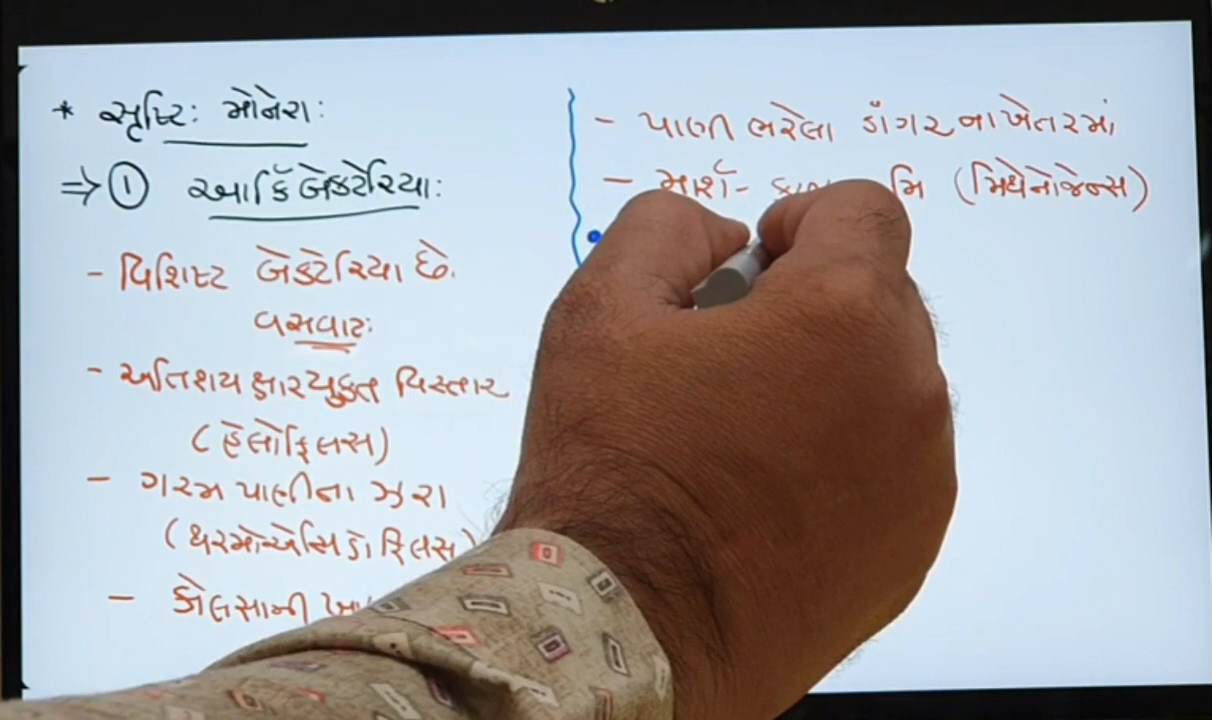 * સૃષ્ટિ: મોનેરા:
⇒ ① આર્કિબેક્ટેરિયા:
- વિશિષ્ટ બેક્ટેરિયા છે.
વસવાટ:
- અતિશય ક્ષારયુક્ત વિસ્તાર
(હેલોફિલસ)
- ગરમ પાણીના ઝરા
(થરમોએસિડોફિલસ)
- કોલસાની
- પાણી ભરેલા ડાંગરના ખેતરમાં
- માર્શ - (મિથેનોજેન્સ)